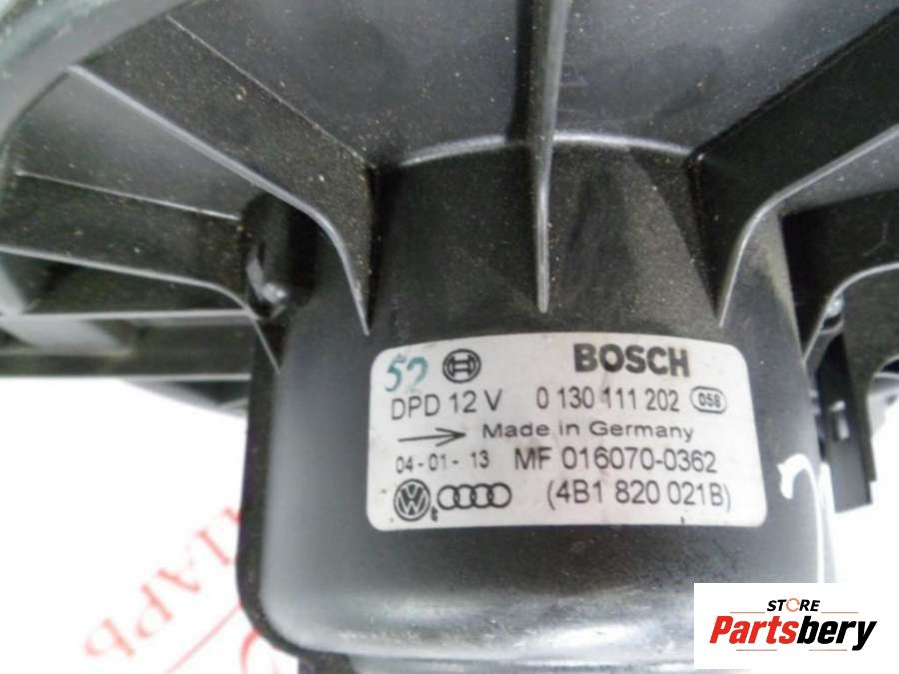 52 BOSCH
DPD 12 V 0 130 111 202 058
Made in Germany
04-01-13 MF 016070-0362
(4B1 820 021B)
STORE
Partsbery